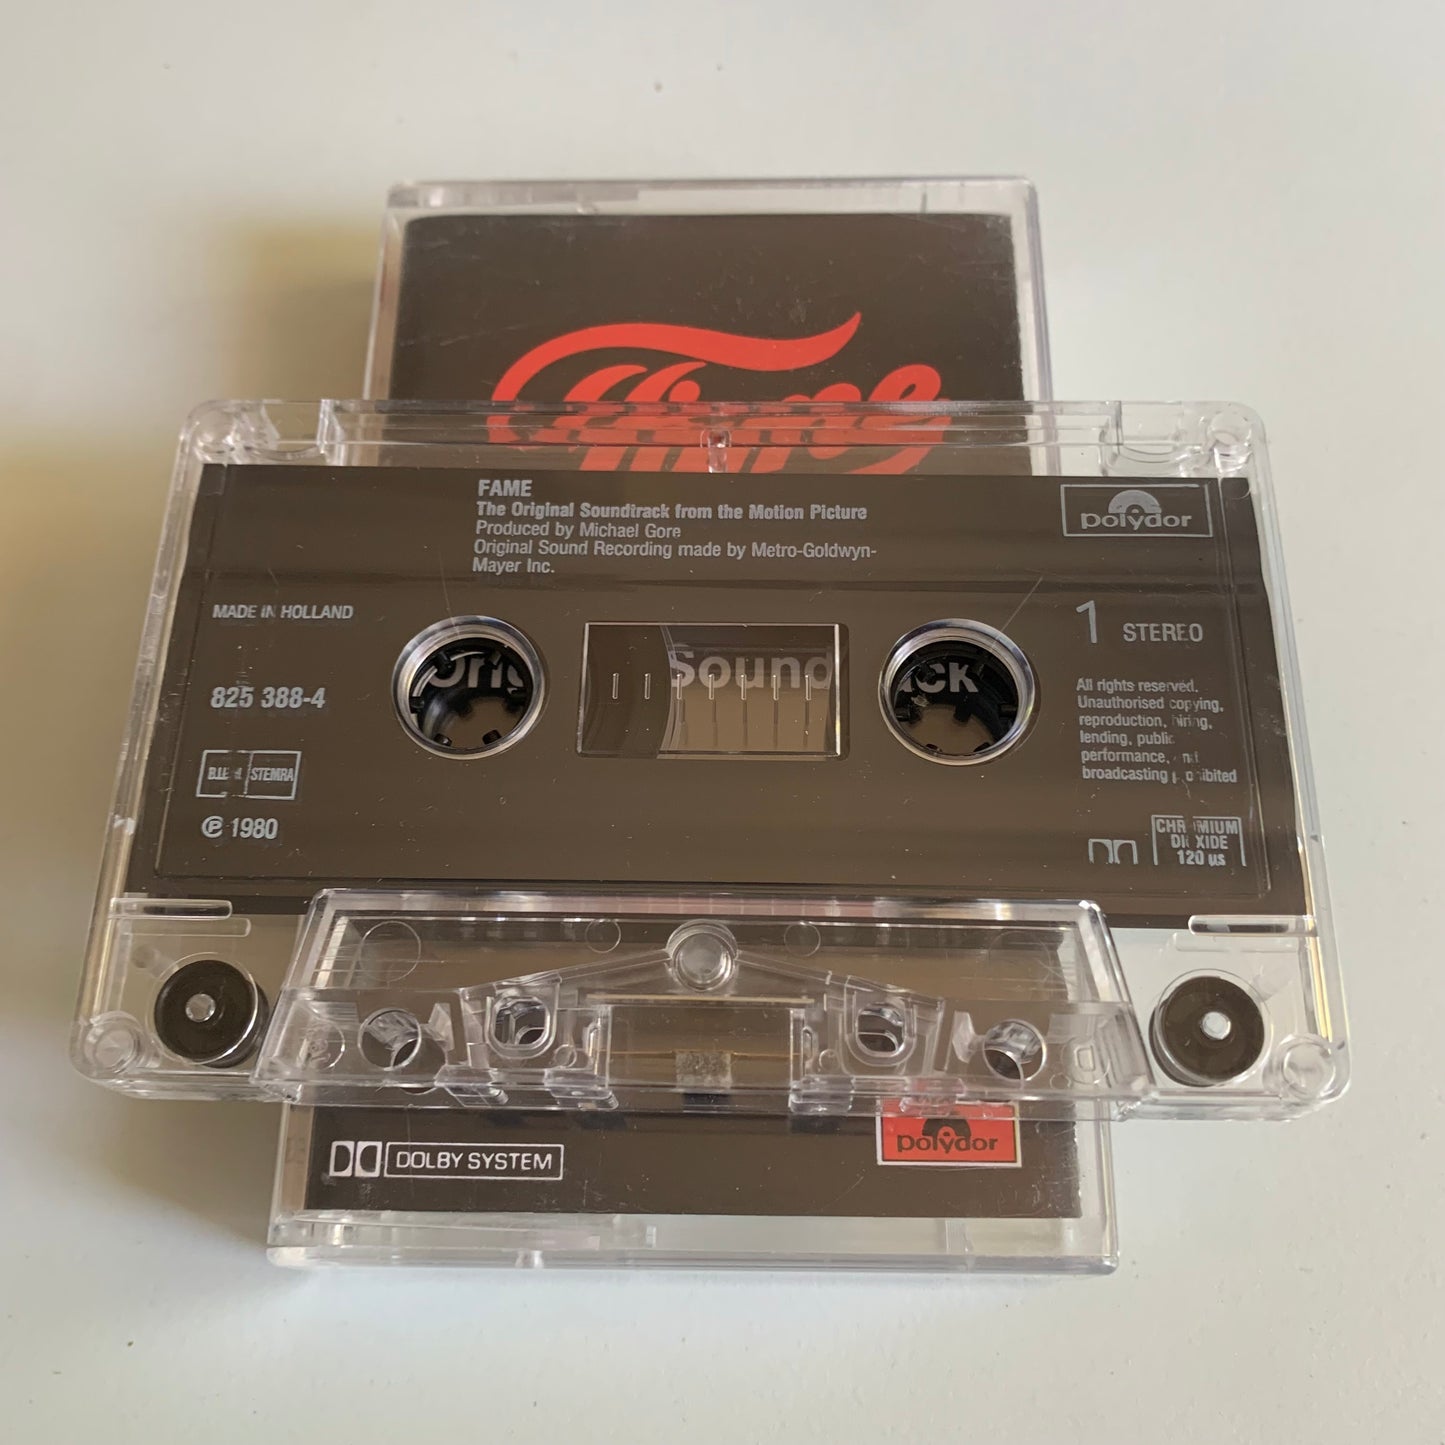 Fame
FAME
The Original Soundtrack from the Motion Picture
Produced by Michael Gore
Original Sound Recording made by Metro-Goldwyn-
Mayer Inc.
polydor
MADE IN HOLLAND
1 STEREO
Sound
825 388-4
All rights reserved.
Unauthorised copying,
reproduction, hiring,
lending, public
performance, and
broadcasting prohibited
STEMRA
℗ 1980
CHROMIUM
DIOXIDE
120 µs
DOLBY SYSTEM
polydor